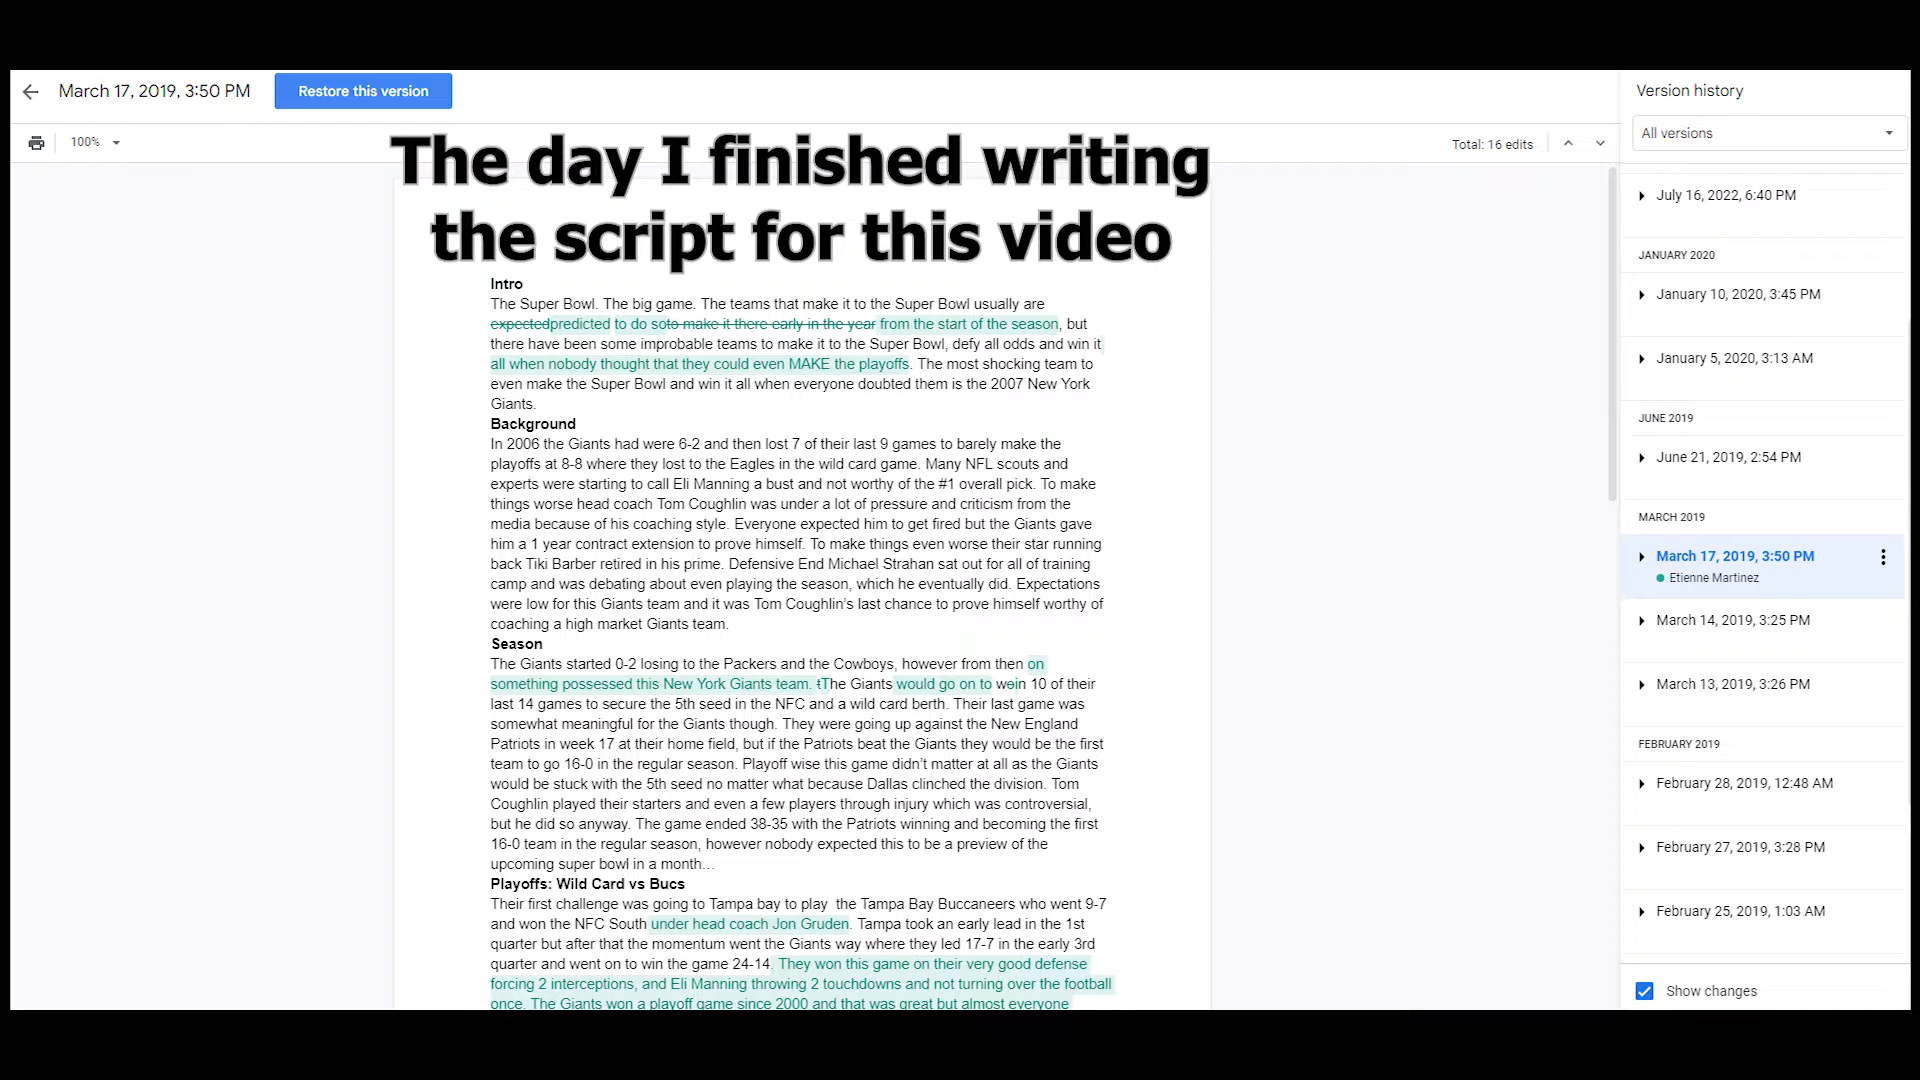 March 17, 2019, 3:50 PM
Restore this version
Version history
100%
Total: 16 edits
All versions
The day I finished writing
the script for this video
Intro
The Super Bowl. The big game. The teams that make it to the Super Bowl usually are
expectedpredicted to do soto make it there early in the year from the start of the season, but
there have been some improbable teams to make it to the Super Bowl, defy all odds and win it
all when nobody thought that they could even MAKE the playoffs. The most shocking team to
even make the Super Bowl and win it all when everyone doubted them is the 2007 New York
Giants.
Background
In 2006 the Giants had were 6-2 and then lost 7 of their last 9 games to barely make the
playoffs at 8-8 where they lost to the Eagles in the wild card game. Many NFL scouts and
experts were starting to call Eli Manning a bust and not worthy of the #1 overall pick. To make
things worse head coach Tom Coughlin was under a lot of pressure and criticism from the
media because of his coaching style. Everyone expected him to get fired but the Giants gave
him a 1 year contract extension to prove himself. To make things even worse their star running
back Tiki Barber retired in his prime. Defensive End Michael Strahan sat out for all of training
camp and was debating about even playing the season, which he eventually did. Expectations
were low for this Giants team and it was Tom Coughlin's last chance to prove himself worthy of
coaching a high market Giants team.
Season
The Giants started 0-2 losing to the Packers and the Cowboys, however from then on
something possessed this New York Giants team. tThe Giants would go on to woin 10 of their
last 14 games to secure the 5th seed in the NFC and a wild card berth. Their last game was
somewhat meaningful for the Giants though. They were going up against the New England
Patriots in week 17 at their home field, but if the Patriots beat the Giants they would be the first
team to go 16-0 in the regular season. Playoff wise this game didn't matter at all as the Giants
would be stuck with the 5th seed no matter what because Dallas clinched the division. Tom
Coughlin played their starters and even a few players through injury which was controversial,
but he did so anyway. The game ended 38-35 with the Patriots winning and becoming the first
16-0 team in the regular season, however nobody expected this to be a preview of the
upcoming super bowl in a month…
Playoffs: Wild Card vs Bucs
Their first challenge was going to Tampa bay to play the Tampa Bay Buccaneers who went 9-7
and won the NFC South under head coach Jon Gruden. Tampa took an early lead in the 1st
quarter but after that the momentum went the Giants way where they led 17-7 in the early 3rd
quarter and went on to win the game 24-14. They won this game on their very good defense
forcing 2 interceptions, and Eli Manning throwing 2 touchdowns and not turning over the football
once. The Giants won a playoff game since 2000 and that was great but almost everyone
July 16, 2022, 6:40 PM
JANUARY 2020
January 10, 2020, 3:45 PM
January 5, 2020, 3:13 AM
JUNE 2019
June 21, 2019, 2:54 PM
MARCH 2019
March 17, 2019, 3:50 PM
Etienne Martinez
March 14, 2019, 3:25 PM
March 13, 2019, 3:26 PM
FEBRUARY 2019
February 28, 2019, 12:48 AM
February 27, 2019, 3:28 PM
February 25, 2019, 1:03 AM
Show changes